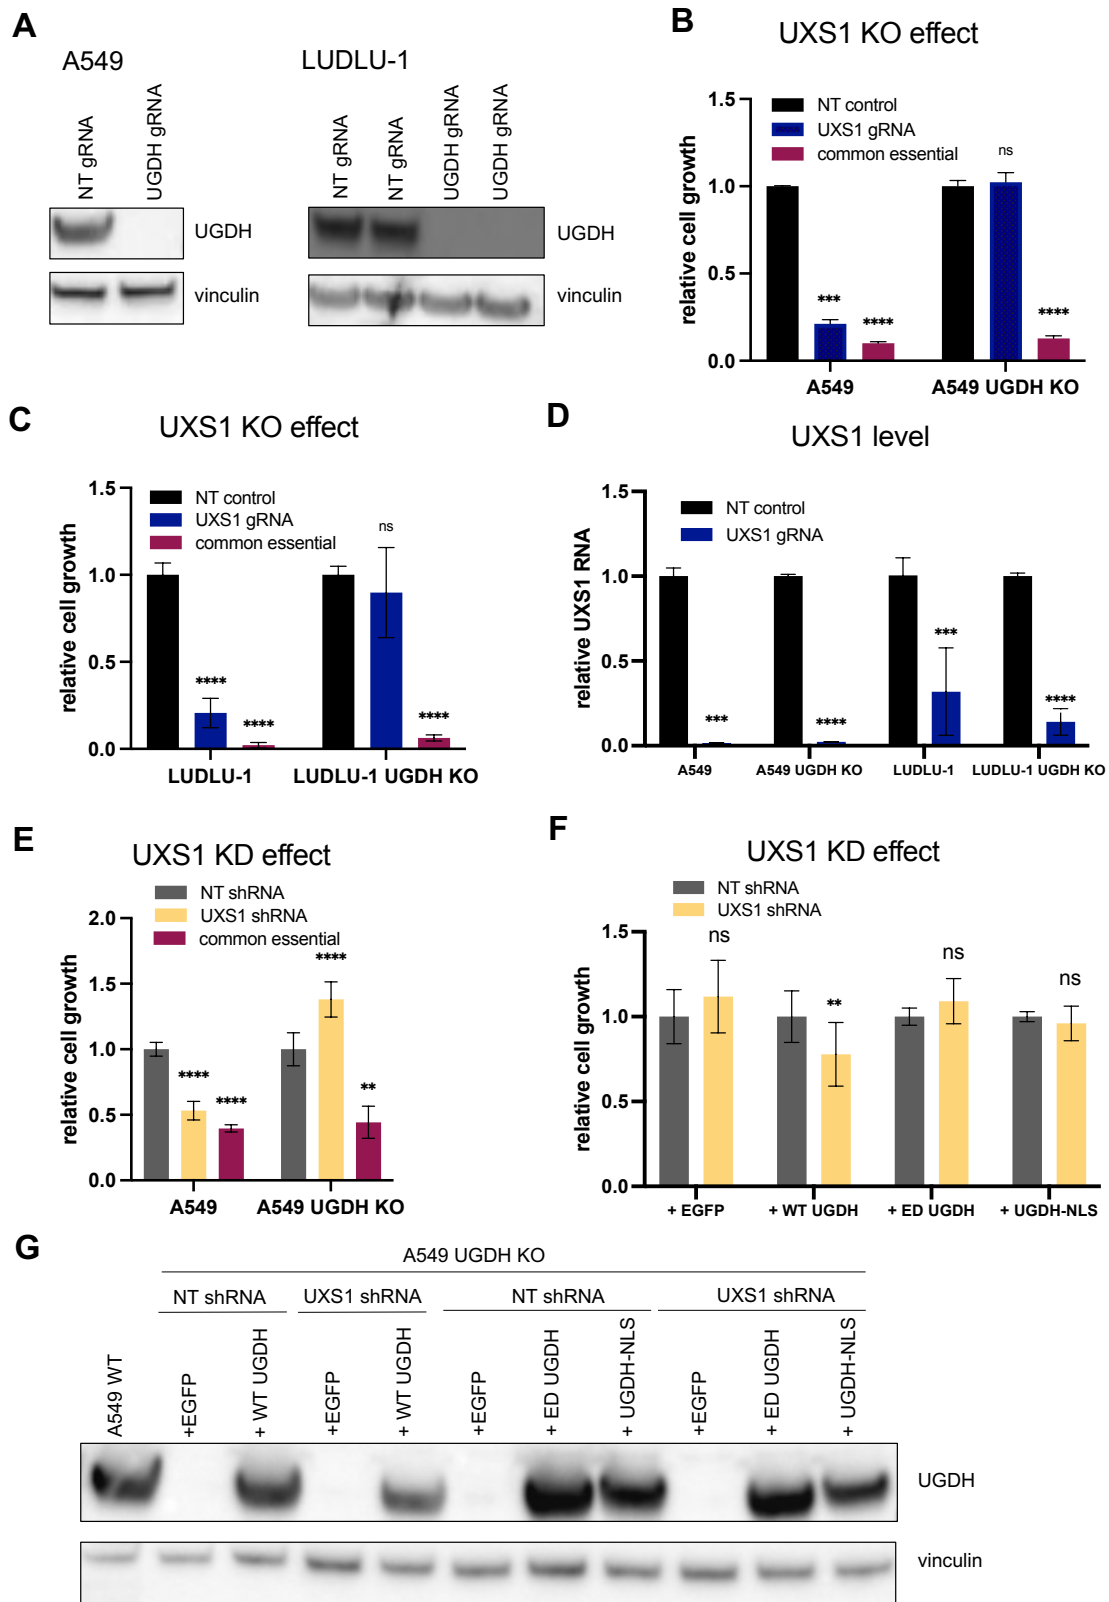 A
A549
LUDLU-1
NT gRNA
UGDH gRNA
NT gRNA
NT gRNA
UGDH gRNA
UGDH gRNA
UGDH
vinculin
UGDH
vinculin
B
UXS1 KO effect
NT control
UXS1 gRNA
common essential
relative cell growth
1.5
1.0
0.5
0.0
***
****
ns
****
A549
A549 UGDH KO
C
UXS1 KO effect
NT control
UXS1 gRNA
common essential
relative cell growth
1.5
1.0
0.5
0.0
****
****
ns
****
LUDLU-1
LUDLU-1 UGDH KO
D
UXS1 level
NT control
UXS1 gRNA
relative UXS1 RNA
1.5
1.0
0.5
0.0
***
****
***
****
A549
A549 UGDH KO
LUDLU-1
LUDLU-1 UGDH KO
E
UXS1 KD effect
NT shRNA
UXS1 shRNA
common essential
relative cell growth
2.0
1.5
1.0
0.5
0.0
****
****
****
**
A549
A549 UGDH KO
F
UXS1 KD effect
NT shRNA
UXS1 shRNA
relative cell growth
1.5
1.0
0.5
0.0
ns
**
ns
ns
+ EGFP
+ WT UGDH
+ ED UGDH
+ UGDH-NLS
G
A549 UGDH KO
NT shRNA
UXS1 shRNA
NT shRNA
UXS1 shRNA
A549 WT
+EGFP
+ WT UGDH
+EGFP
+ WT UGDH
+EGFP
+ ED UGDH
+ UGDH-NLS
+EGFP
+ ED UGDH
+ UGDH-NLS
UGDH
vinculin